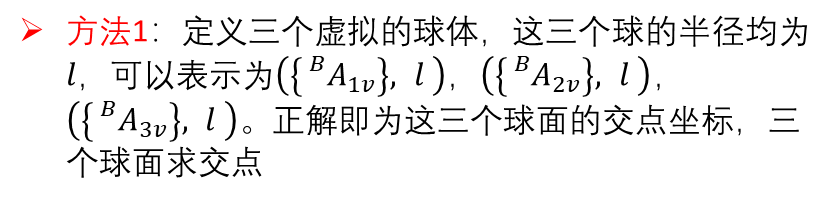 ➢ 方法1：定义三个虚拟的球体，这三个球的半径均为
l，可以表示为({ ᴮA₁ᵥ}, l )，({ ᴮA₂ᵥ}, l )，
({ ᴮA₃ᵥ}, l )。正解即为这三个球面的交点坐标，三
个球面求交点